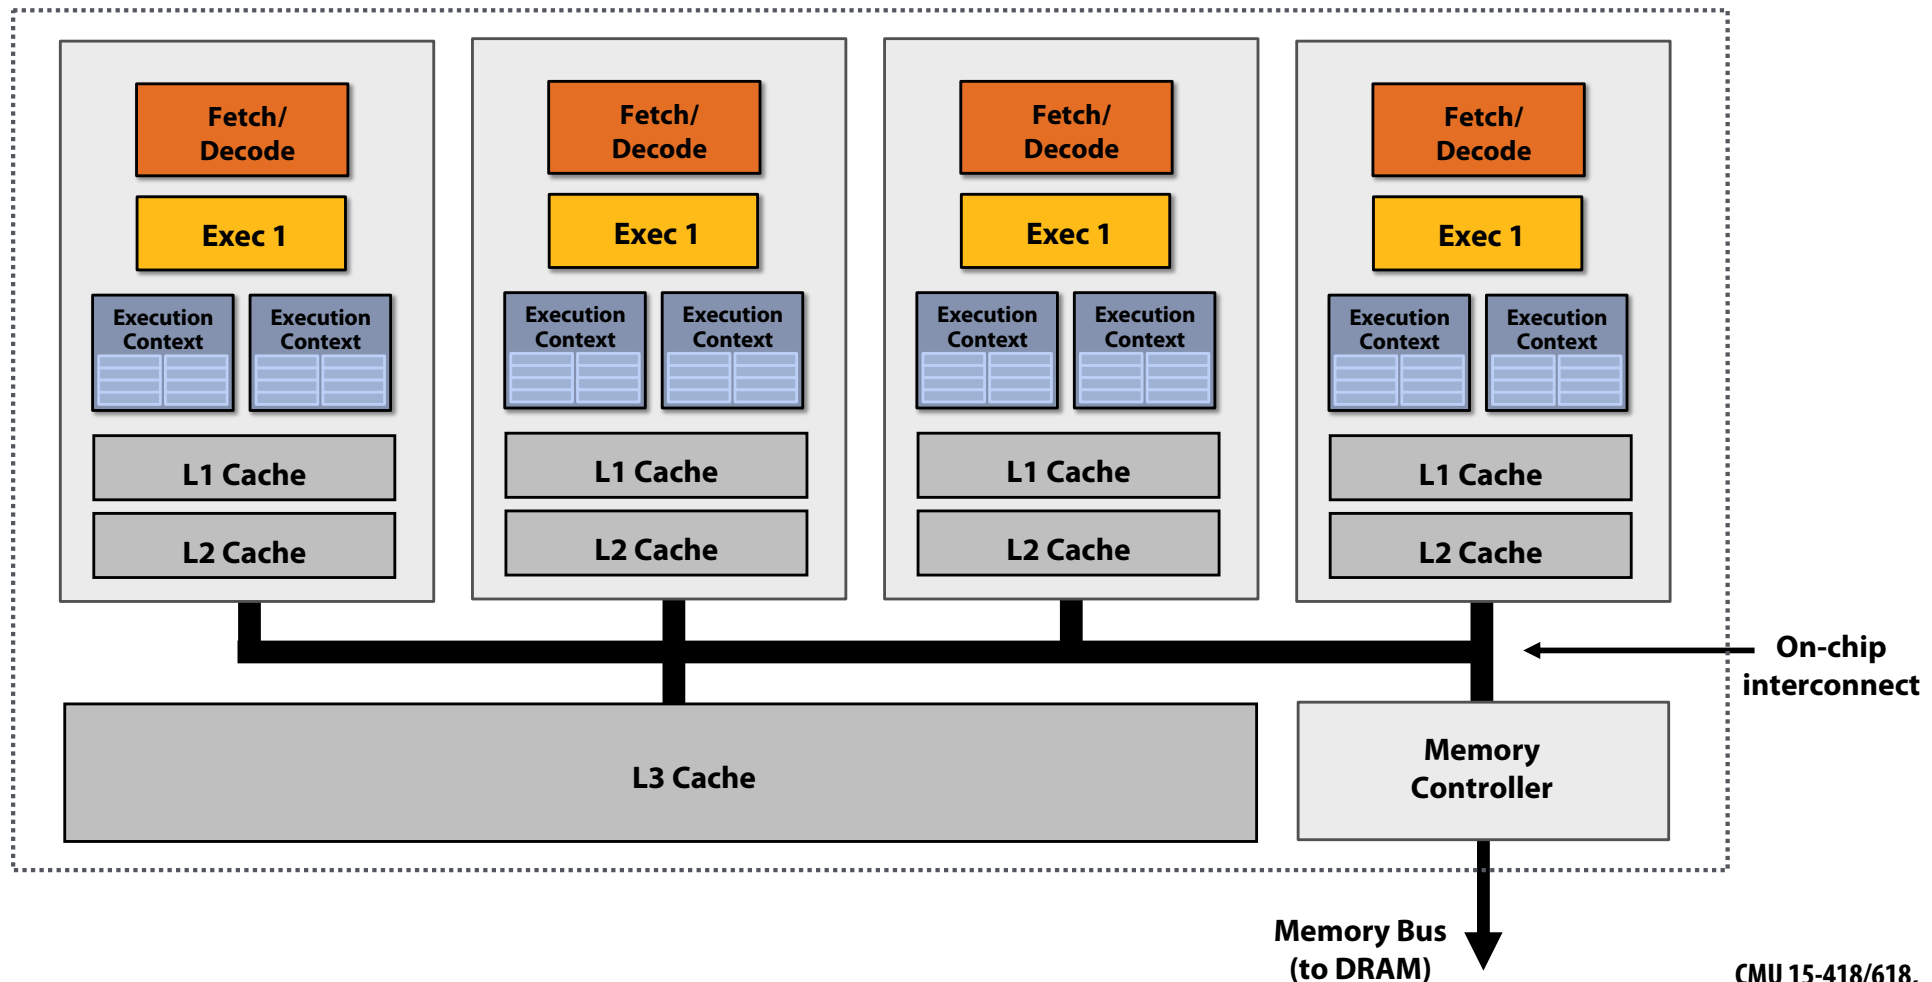 Fetch/
Decode
Exec 1
Execution
Context
Execution
Context
L1 Cache
L2 Cache
Fetch/
Decode
Exec 1
Execution
Context
Execution
Context
L1 Cache
L2 Cache
Fetch/
Decode
Exec 1
Execution
Context
Execution
Context
L1 Cache
L2 Cache
Fetch/
Decode
Exec 1
Execution
Context
Execution
Context
L1 Cache
L2 Cache
On-chip
interconnect
L3 Cache
Memory
Controller
Memory Bus
(to DRAM)
CMU 15-418/618,